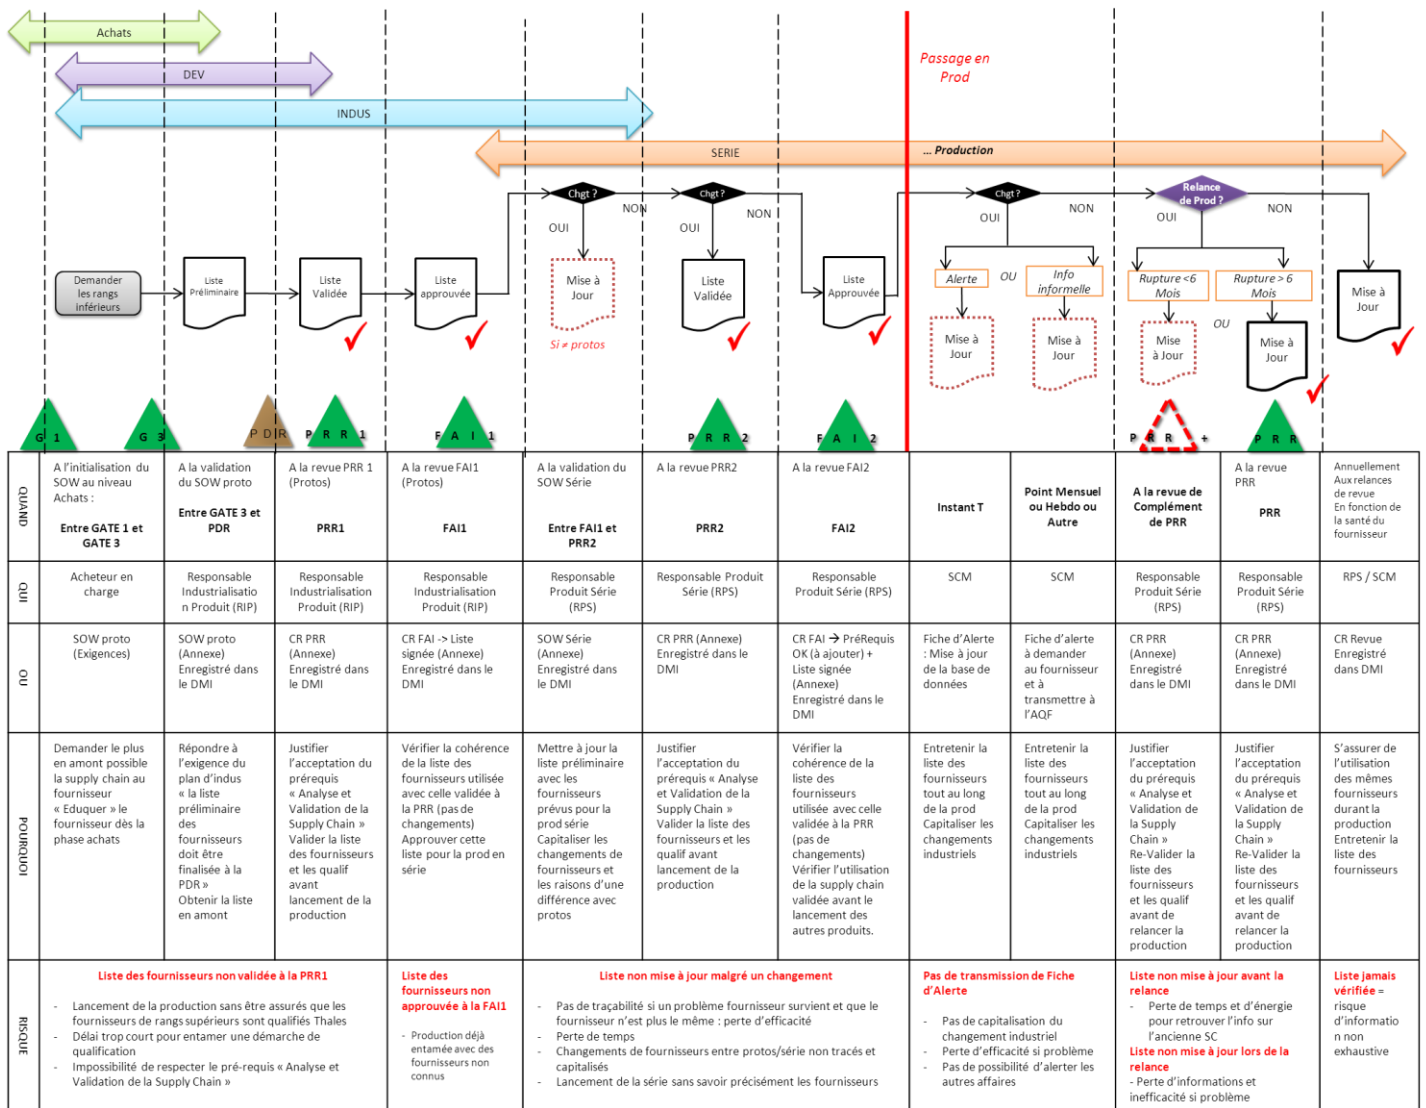 Achats
DEV
INDUS
SERIE
... Production
Passage en
Prod
Chgt ?
OUI
NON
Chgt ?
OUI
NON
Chgt ?
OUI
NON
Relance
de Prod ?
OUI
NON
Demander
les rangs
inférieurs
Liste
Préliminaire
Liste
Validée
Liste
approuvée
Mise à
Jour
Si ≠ protos
Liste
Validée
Liste
Approuvée
Alerte
OU
Info
informelle
Mise à
Jour
Mise à
Jour
Rupture <6
Mois
Rupture > 6
Mois
OU
Mise
à Jour
Mise à
Jour
Mise à
Jour
G 1
G 3
P D R
P R R 1
F A I 1
P R R 2
F A I 2
P R R +
P R R
QUAND
A l'initialisation du
SOW au niveau
Achats :
Entre GATE 1 et
GATE 3
A la validation
du SOW proto
Entre GATE 3 et
PDR
A la revue PRR 1
(Protos)
PRR1
A la revue FAI1
(Protos)
FAI1
A la validation du
SOW Série
Entre FAI1 et
PRR2
A la revue PRR2
PRR2
A la revue FAI2
FAI2
Instant T
Point Mensuel
ou Hebdo ou
Autre
A la revue de
Complément
de PRR
A la revue
PRR
PRR
Annuellement
Aux relances
de revue
En fonction de
la santé du
fournisseur
QUI
Acheteur en
charge
Responsable
Industrialisatio
n Produit (RIP)
Responsable
Industrialisation
Produit (RIP)
Responsable
Industrialisation
Produit (RIP)
Responsable
Produit Série
(RPS)
Responsable Produit
Série (RPS)
Responsable
Produit Série (RPS)
SCM
SCM
Responsable
Produit Série
(RPS)
Responsable
Produit Série
(RPS)
RPS / SCM
OU
SOW proto
(Exigences)
SOW proto
(Annexe)
Enregistré dans
le DMI
CR PRR
(Annexe)
Enregistré dans
le DMI
CR FAI -> Liste
signée (Annexe)
Enregistré dans le
DMI
SOW Série
(Annexe)
Enregistré dans
le DMI
CR PRR (Annexe)
Enregistré dans le
DMI
CR FAI → PréRequis
OK (à ajouter) +
Liste signée
(Annexe)
Enregistré dans le
DMI
Fiche d'Alerte
: Mise à jour
de la base de
données
Fiche d'alerte
à demander
au fournisseur
et à
transmettre à
l'AQF
CR PRR
(Annexe)
Enregistré
dans le DMI
CR PRR
(Annexe)
Enregistré
dans le DMI
CR Revue
Enregistré
dans DMI
POURQUOI
Demander le plus
en amont possible
la supply chain au
fournisseur
« Eduquer » le
fournisseur dès la
phase achats
Répondre à
l'exigence du
plan d'indus
« la liste
préliminaire
des
fournisseurs
doit être
finalisée à la
PDR »
Obtenir la liste
en amont
Justifier
l'acceptation du
prérequis
« Analyse et
Validation de la
Supply Chain »
Valider la liste
des fournisseurs
et les qualif
avant
lancement de la
production
Vérifier la cohérence
de la liste des
fournisseurs utilisée
avec celle validée à
la PRR (pas de
changements)
Approuver cette
liste pour la prod en
série
Mettre à jour la
liste préliminaire
avec les
fournisseurs
prévus pour la
prod série
Capitaliser les
changements de
fournisseurs et
les raisons d'une
différence avec
protos
Justifier
l'acceptation du
prérequis « Analyse
et Validation de la
Supply Chain »
Valider la liste des
fournisseurs et les
qualif avant
lancement de la
production
Vérifier la
cohérence de la
liste des
fournisseurs
utilisée avec celle
validée à la PRR
(pas de
changements)
Vérifier l'utilisation
de la supply chain
validée avant le
lancement des
autres produits.
Entretenir la
liste des
fournisseurs
tout au long
de la prod
Capitaliser les
changements
industriels
Entretenir la
liste des
fournisseurs
tout au long
de la prod
Capitaliser les
changements
industriels
Justifier
l'acceptation
du prérequis
« Analyse et
Validation de
la Supply
Chain »
Re-Valider la
liste des
fournisseurs
et les qualif
avant de
relancer la
production
Justifier
l'acceptation
du prérequis
« Analyse et
Validation de
la Supply
Chain »
Re-Valider la
liste des
fournisseurs
et les qualif
avant de
relancer la
production
S'assurer de
l'utilisation
des mêmes
fournisseurs
durant la
production
Entretenir la
liste des
fournisseurs
RISQUE
Liste des fournisseurs non validée à la PRR1
- Lancement de la production sans être assurés que les
fournisseurs de rangs supérieurs sont qualifiés Thales
- Délai trop court pour entamer une démarche de
qualification
- Impossibilité de respecter le pré-requis « Analyse et
Validation de la Supply Chain »
Liste des
fournisseurs non
approuvée à la FAI1
- Production déjà
entamée avec des
fournisseurs non
connus
Liste non mise à jour malgré un changement
- Pas de traçabilité si un problème fournisseur survient et que le
fournisseur n'est plus le même : perte d'efficacité
- Perte de temps
- Changements de fournisseurs entre protos/série non tracés et
capitalisés
- Lancement de la série sans savoir précisément les fournisseurs
Pas de transmission de Fiche
d'Alerte
- Pas de capitalisation du
changement industriel
- Perte d'efficacité si problème
- Pas de possibilité d'alerter les
autres affaires
Liste non mise à jour avant la
relance
- Perte de temps et d'énergie
pour retrouver l'info sur
l'ancienne SC
Liste non mise à jour lors de la
relance
- Perte d'informations et
inefficacité si problème
Liste jamais
vérifiée =
risque
d'informatio
n non
exhaustive